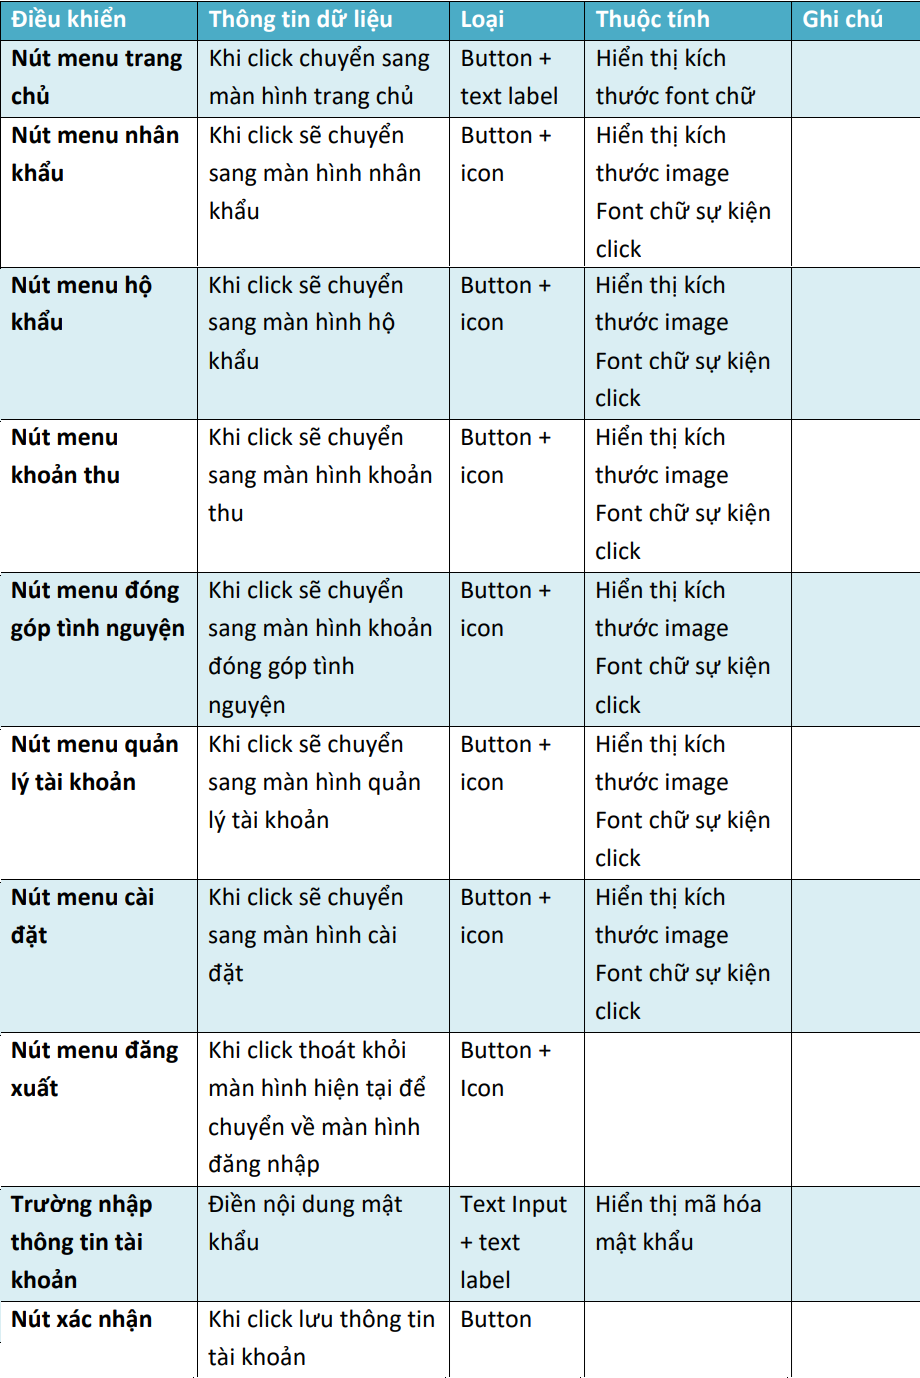 Điều khiển Thông tin dữ liệu Loại Thuộc tính Ghi chú
Nút menu trang
chủ
Khi click chuyển sang
màn hình trang chủ
Button +
text label
Hiển thị kích
thước font chữ
Nút menu nhân
khẩu
Khi click sẽ chuyển
sang màn hình nhân
khẩu
Button +
icon
Hiển thị kích
thước image
Font chữ sự kiện
click
Nút menu hộ
khẩu
Khi click sẽ chuyển
sang màn hình hộ
khẩu
Button +
icon
Hiển thị kích
thước image
Font chữ sự kiện
click
Nút menu
khoản thu
Khi click sẽ chuyển
sang màn hình khoản
thu
Button +
icon
Hiển thị kích
thước image
Font chữ sự kiện
click
Nút menu đóng
góp tình nguyện
Khi click sẽ chuyển
sang màn hình khoản
đóng góp tình
nguyện
Button +
icon
Hiển thị kích
thước image
Font chữ sự kiện
click
Nút menu quản
lý tài khoản
Khi click sẽ chuyển
sang màn hình quản
lý tài khoản
Button +
icon
Hiển thị kích
thước image
Font chữ sự kiện
click
Nút menu cài
đặt
Khi click sẽ chuyển
sang màn hình cài
đặt
Button +
icon
Hiển thị kích
thước image
Font chữ sự kiện
click
Nút menu đăng
xuất
Khi click thoát khỏi
màn hình hiện tại để
chuyển về màn hình
đăng nhập
Button +
Icon
Trường nhập
thông tin tài
khoản
Điền nội dung mật
khẩu
Text Input
+ text
label
Hiển thị mã hóa
mật khẩu
Nút xác nhận
Khi click lưu thông tin
tài khoản
Button